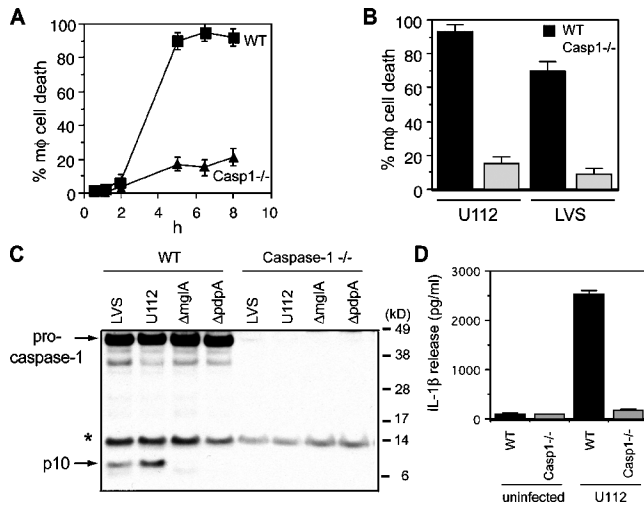 A
% mφ cell death
100
80
60
40
20
0
0 2 4 6 8 10
h
WT
Casp1-/-
B
% mφ cell death
100
80
60
40
20
0
WT
Casp1-/-
U112 LVS
C
WT Caspase-1 -/-
LVS U112 ΔmglA ΔpdpA LVS U112 ΔmglA ΔpdpA
(kD)
pro-
caspase-1
*
p10
49
38
28
17
14
6
D
IL-1β release (pg/ml)
3000
2000
1000
0
WT Casp1-/- WT Casp1-/-
uninfected U112